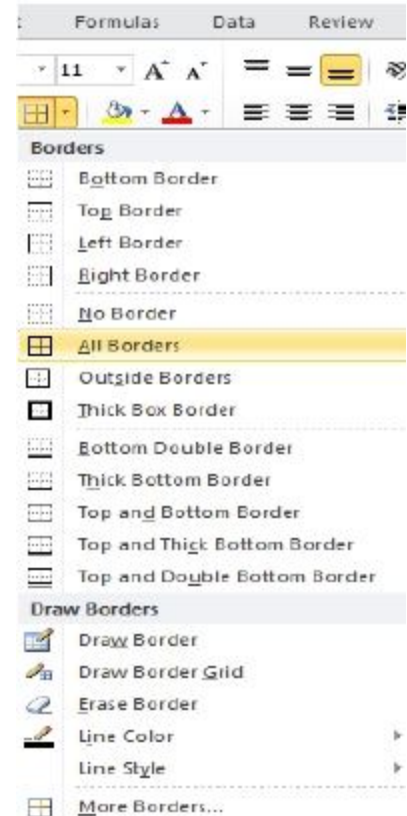 Formulas Data Review
11 A A
A
Borders
Bottom Border
Top Border
Left Border
Right Border
No Border
All Borders
Outside Borders
Thick Box Border
Bottom Double Border
Thick Bottom Border
Top and Bottom Border
Top and Thick Bottom Border
Top and Double Bottom Border
Draw Borders
Draw Border
Draw Border Grid
Erase Border
Line Color
Line Style
More Borders...